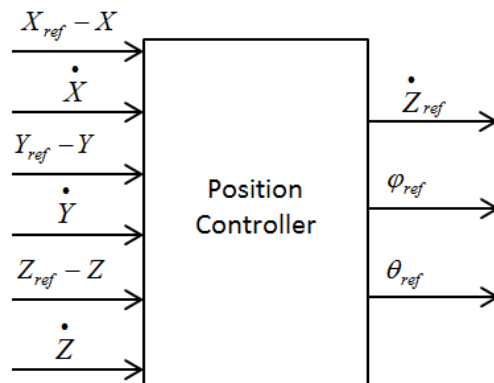 X_ref − X
Ẋ
Y_ref − Y
Ẏ
Z_ref − Z
Ż
Position
Controller
Ż_ref
φ_ref
θ_ref